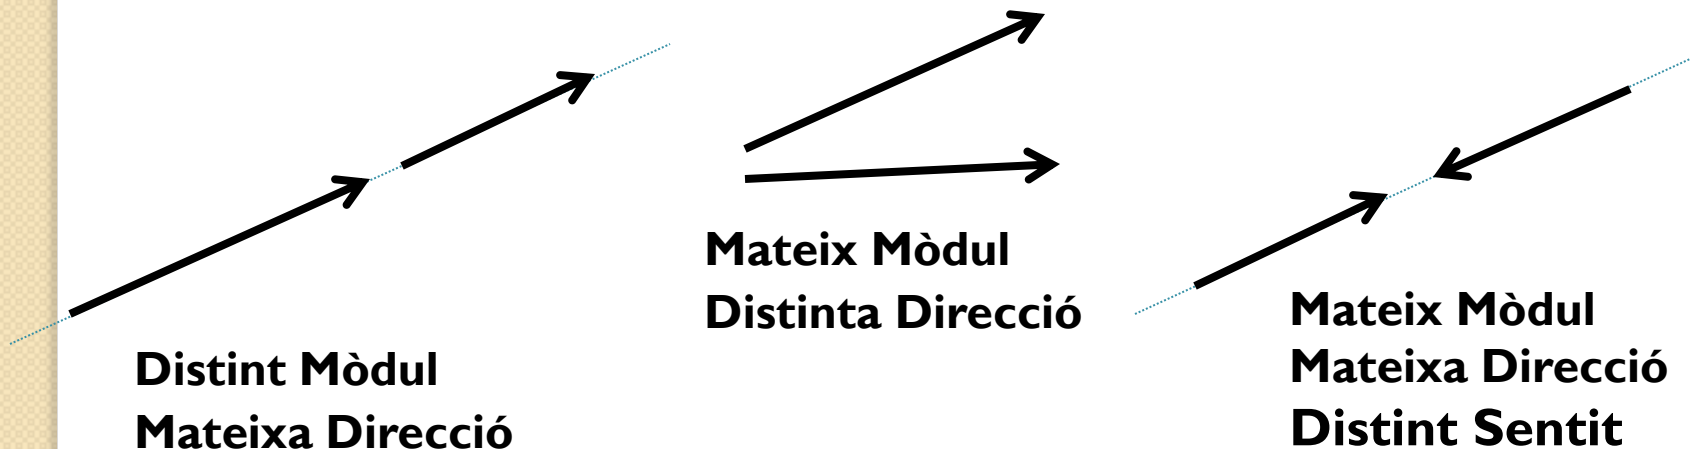 Distint Mòdul
Mateixa Direcció
Mateix Mòdul
Distinta Direcció
Mateix Mòdul
Mateixa Direcció
Distint Sentit